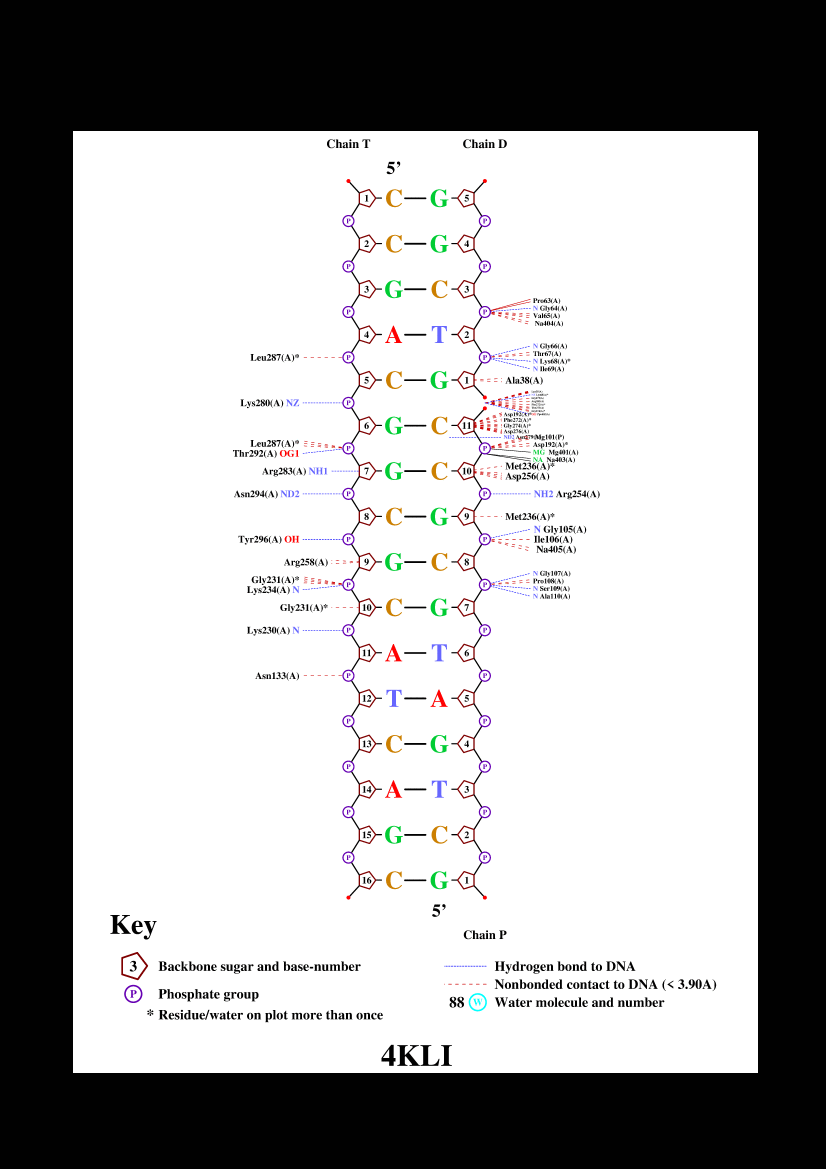 Chain T Chain D
5’
1 C G 5
P P
2 C G 4
P P
3 G C 3
Pro63(A)
N Gly64(A)
P P
Val65(A)
Na404(A)
4 A T 2
N Gly66(A)
Thr67(A)
Leu287(A)* P P
N Lys68(A)*
N Ile69(A)
5 C G 1 Ala38(A)
Lys280(A) NZ P
Asp192(A)*
Phe272(A)*
6 G C 11 Gly274(A)*
Asp276(A)
Mg101(P)
Leu287(A)* Asp192(A)*
P P
Thr292(A) OG1 MG Mg401(A)
NA Na403(A)
Met236(A)*
Arg283(A) NH1 7 G C 10
Asp256(A)
Asn294(A) ND2 P P NH2 Arg254(A)
8 C G 9 Met236(A)*
N Gly105(A)
Tyr296(A) OH P P Ile106(A)
Na405(A)
Arg258(A) 9 G C 8
N Gly107(A)
Gly231(A)* Pro108(A)
P P
Lys234(A) N N Ser109(A)
N Ala110(A)
Gly231(A)* 10 C G 7
Lys230(A) N P P
11 A T 6
Asn133(A) P P
12 T A 5
P P
13 C G 4
P P
14 A T 3
P P
15 G C 2
P P
16 C G 1
5’
Key
Chain P
3 Backbone sugar and base-number
P Phosphate group
* Residue/water on plot more than once
Hydrogen bond to DNA
Nonbonded contact to DNA (< 3.90A)
88 W Water molecule and number
4KLI